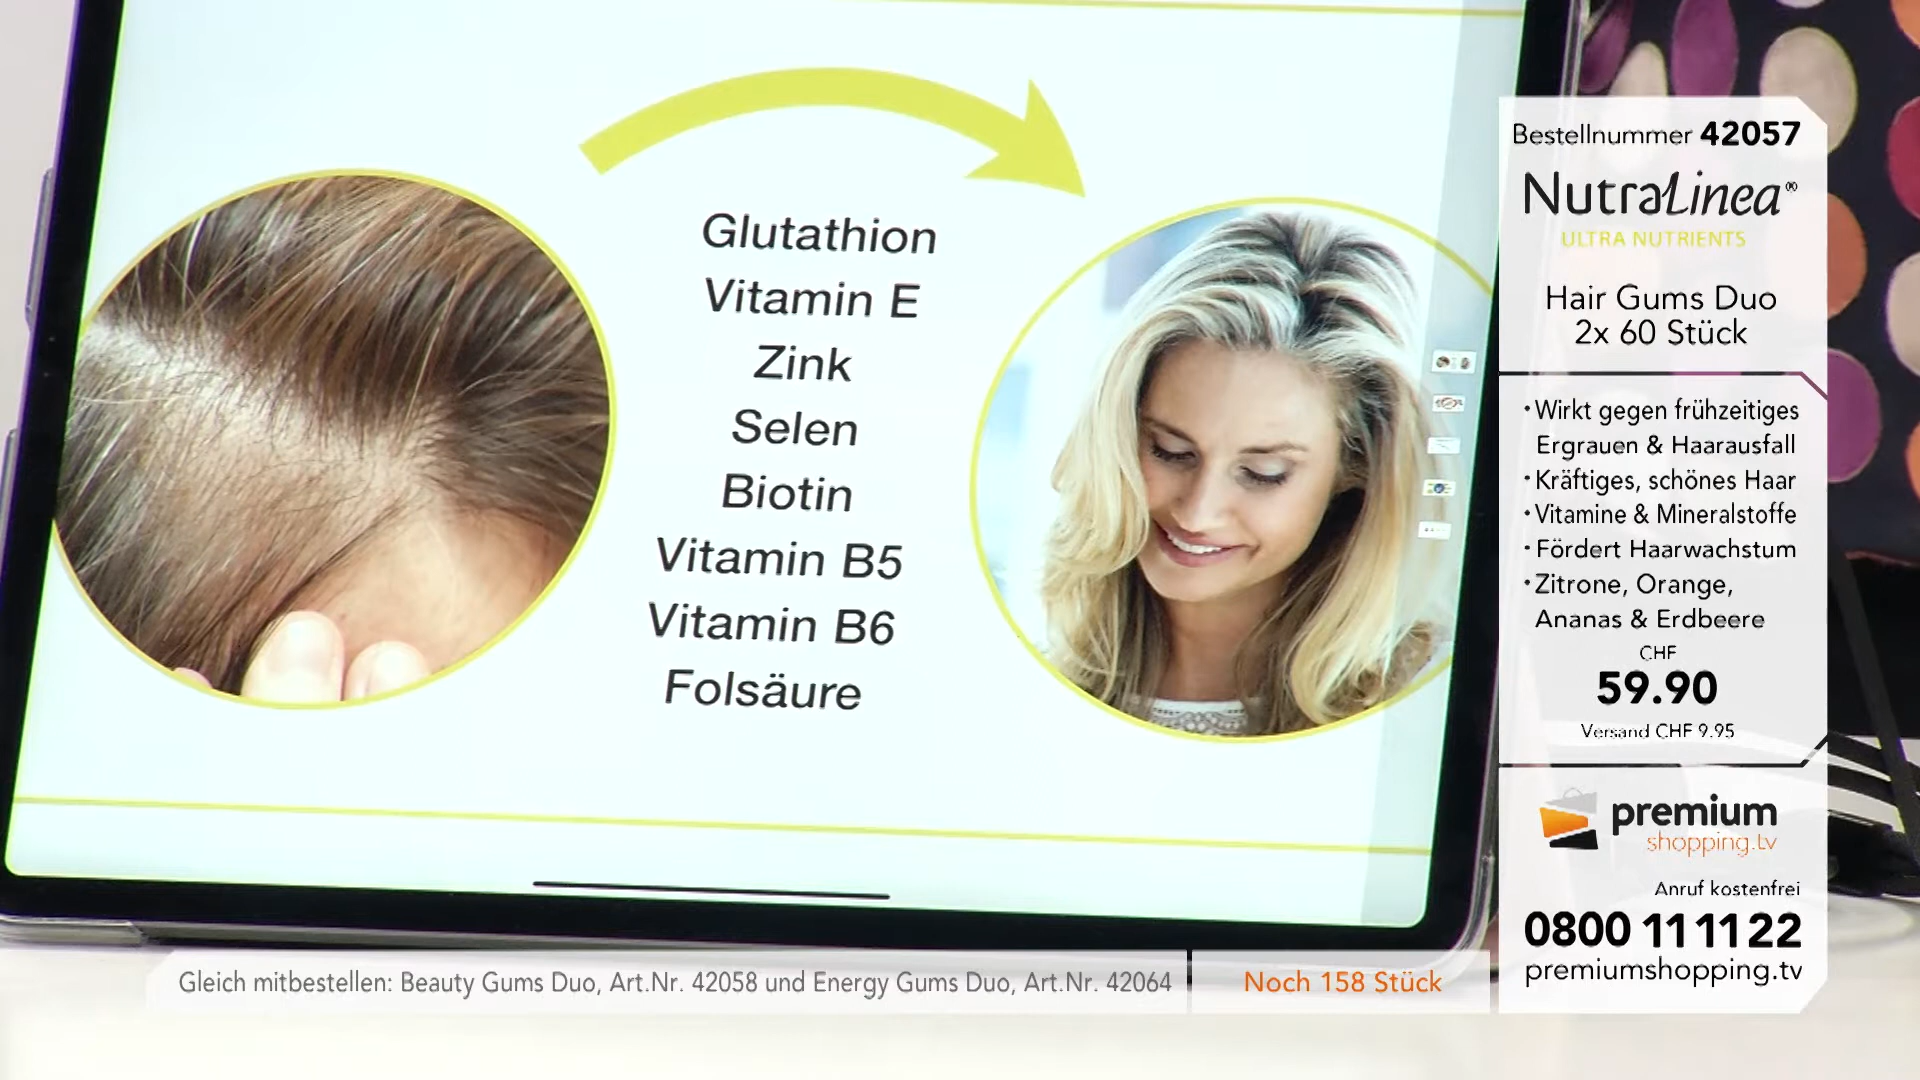 Glutathion
Vitamin E
Zink
Selen
Biotin
Vitamin B5
Vitamin B6
Folsäure
Bestellnummer 42057
NutraLinea®
ULTRA NUTRIENTS
Hair Gums Duo
2x 60 Stück
• Wirkt gegen frühzeitiges
Ergrauen & Haarausfall
• Kräftiges, schönes Haar
• Vitamine & Mineralstoffe
• Fördert Haarwachstum
• Zitrone, Orange,
Ananas & Erdbeere
CHF
59.90
Versand CHF 9.95
premium
shopping.tv
Anruf kostenfrei
0800 11 11 22
premiumshopping.tv
Gleich mitbestellen: Beauty Gums Duo, Art.Nr. 42058 und Energy Gums Duo, Art.Nr. 42064
Noch 158 Stück